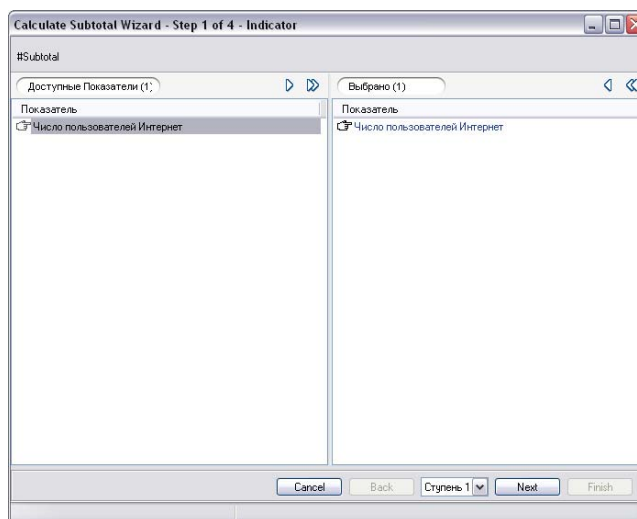 Calculate Subtotal Wizard - Step 1 of 4 - Indicator
#Subtotal
Доступные Показатели (1)
Выбрано (1)
Показатель
Показатель
Число пользователей Интернет
Число пользователей Интернет
Cancel Back Ступень 1 Next Finish